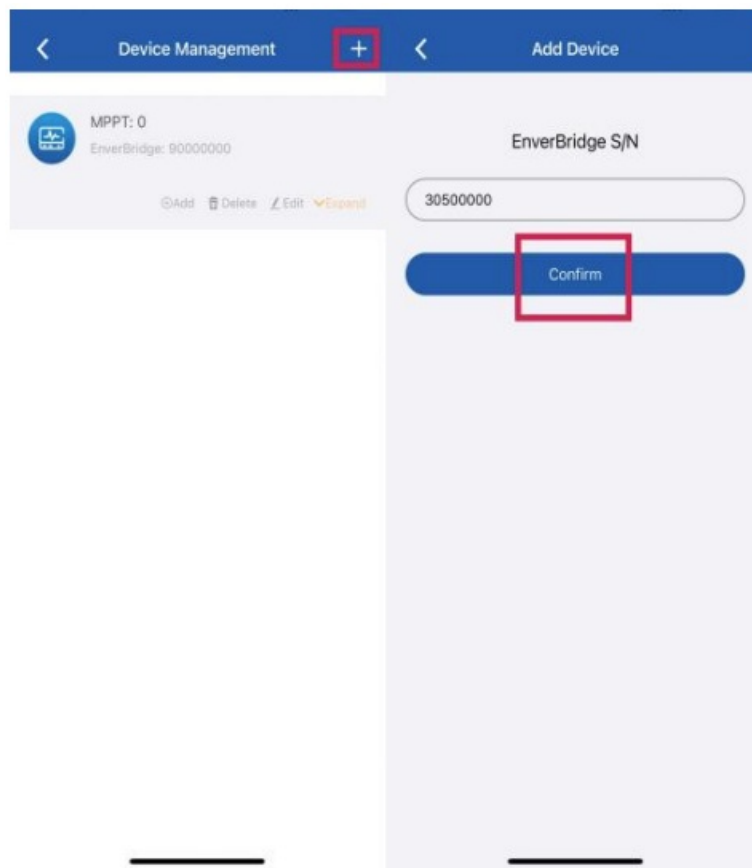 Device Management
+
MPPT: 0
EnverBridge: 90000000
Add Delete Edit Expand
Add Device
EnverBridge S/N
30500000
Confirm